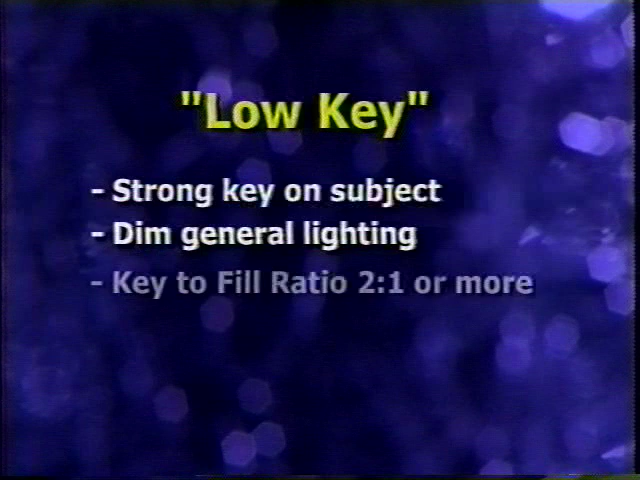 "Low Key"
- Strong key on subject
- Dim general lighting
- Key to Fill Ratio 2:1 or more